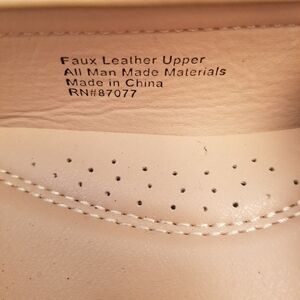 Faux Leather Upper
All Man Made Materials
Made in China
RN#87077